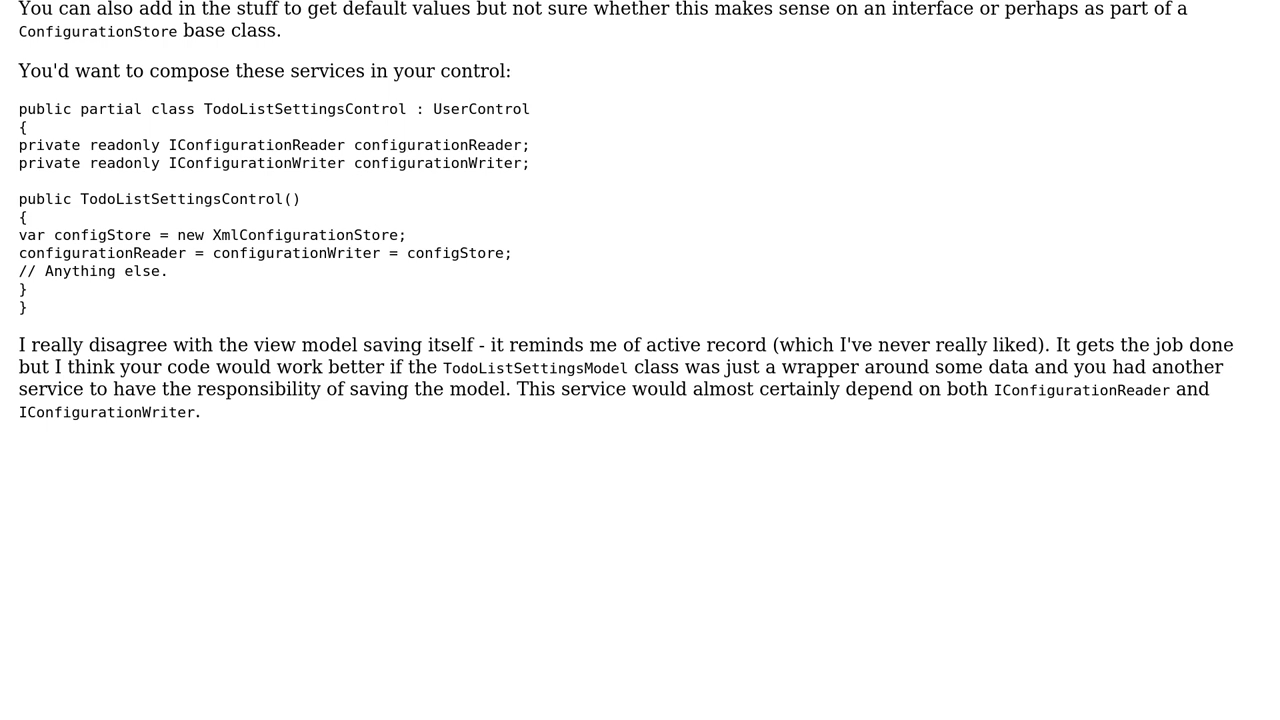 You can also add in the stuff to get default values but not sure whether this makes sense on an interface or perhaps as part of a
ConfigurationStore base class.
You'd want to compose these services in your control:
public partial class TodoListSettingsControl : UserControl
{
private readonly IConfigurationReader configurationReader;
private readonly IConfigurationWriter configurationWriter;
public TodoListSettingsControl()
{
var configStore = new XmlConfigurationStore;
configurationReader = configurationWriter = configStore;
// Anything else.
}
}
I really disagree with the view model saving itself - it reminds me of active record (which I've never really liked). It gets the job done
but I think your code would work better if the TodoListSettingsModel class was just a wrapper around some data and you had another
service to have the responsibility of saving the model. This service would almost certainly depend on both IConfigurationReader and
IConfigurationWriter.